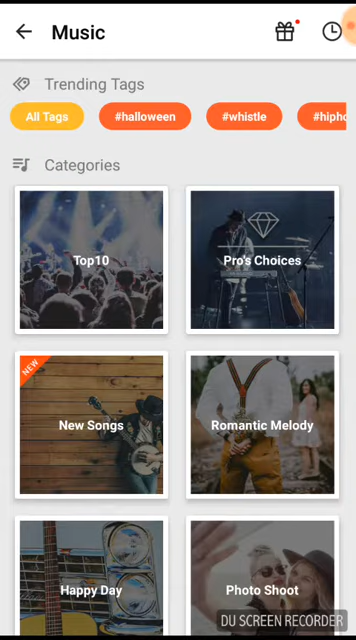 Music
Trending Tags
All Tags
#halloween
#whistle
#hipho
Categories
Top10
Pro's Choices
NEW
New Songs
Romantic Melody
Happy Day
Photo Shoot
DU SCREEN RECORDER